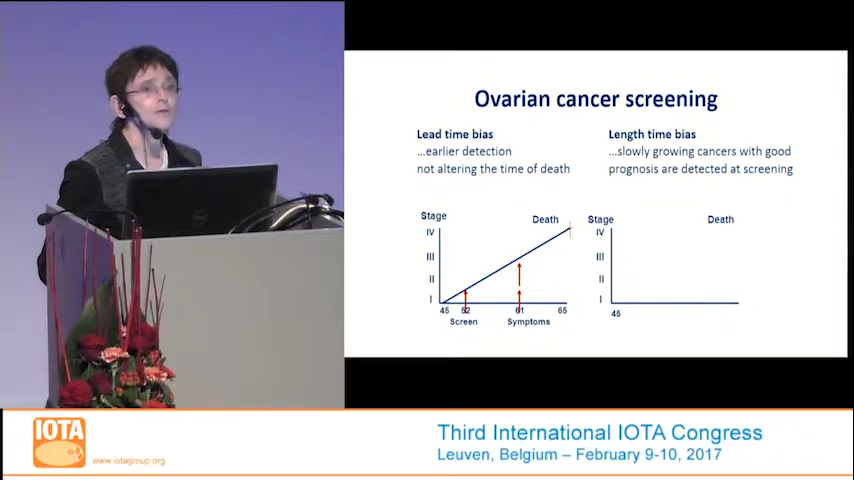 Ovarian cancer screening
Lead time bias
...earlier detection
not altering the time of death
Length time bias
...slowly growing cancers with good
prognosis are detected at screening
Stage
Death
IV
III
II
I
45
52
61
65
Screen
Symptoms
Stage
Death
IV
III
II
I
45
IOTA
www.iotagroup.org
Third International IOTA Congress
Leuven, Belgium – February 9-10, 2017